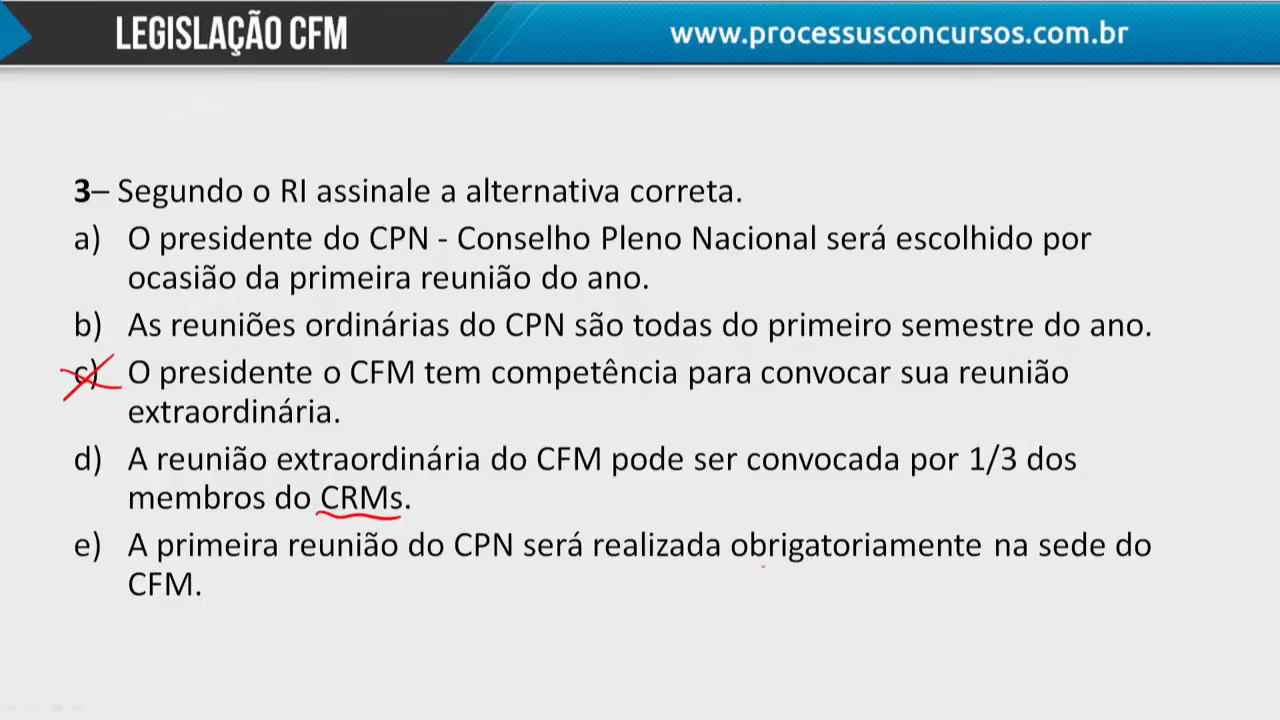 LEGISLAÇÃO CFM
www.processusconcursos.com.br
3– Segundo o RI assinale a alternativa correta.
a) O presidente do CPN - Conselho Pleno Nacional será escolhido por
ocasião da primeira reunião do ano.
b) As reuniões ordinárias do CPN são todas do primeiro semestre do ano.
c) O presidente o CFM tem competência para convocar sua reunião
extraordinária.
d) A reunião extraordinária do CFM pode ser convocada por 1/3 dos
membros do CRMs.
e) A primeira reunião do CPN será realizada obrigatoriamente na sede do
CFM.